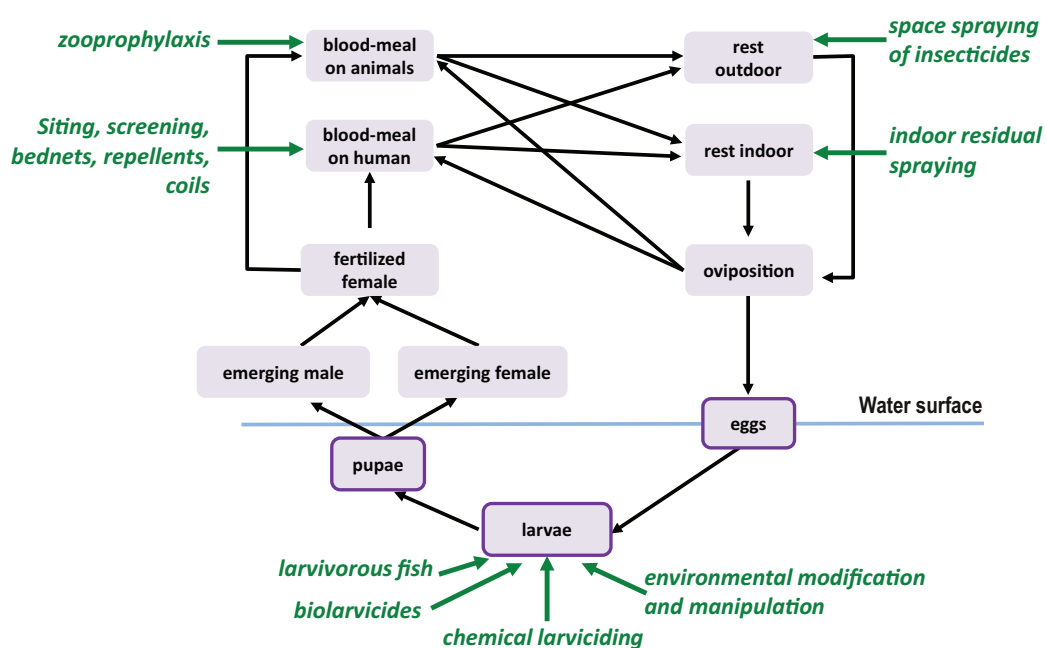 zooprophylaxis
blood-meal
on animals
rest
outdoor
space spraying
of insecticides
Siting, screening,
bednets, repellents,
coils
blood-meal
on human
rest indoor
indoor residual
spraying
fertilized
female
oviposition
emerging male
emerging female
Water surface
eggs
pupae
larvae
larvivorous fish
biolarvicides
chemical larviciding
environmental modification
and manipulation